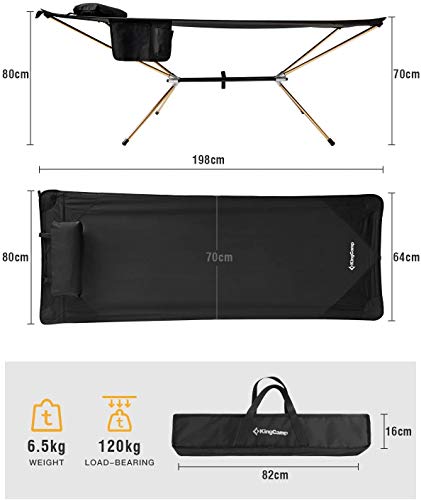 80cm
70cm
198cm
80cm
70cm
KingCamp
64cm
6.5kg
WEIGHT
120kg
LOAD-BEARING
KingCamp
16cm
82cm